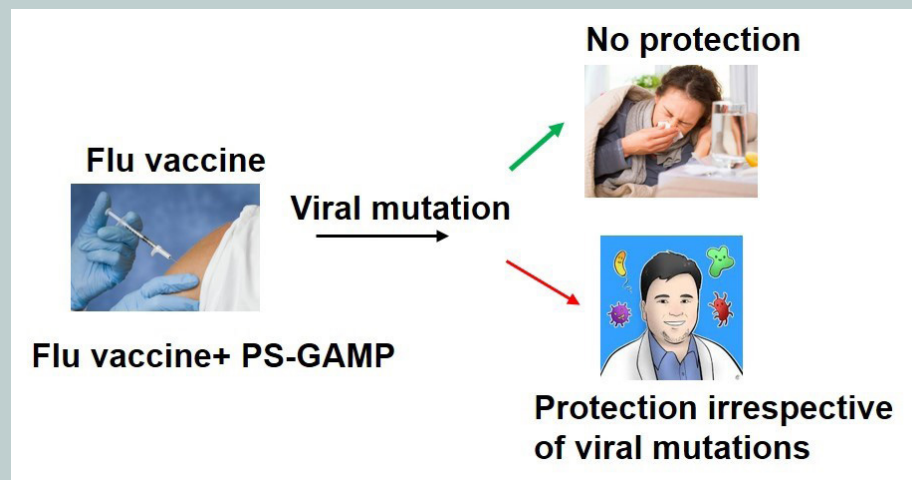 No protection
Flu vaccine
Viral mutation
Flu vaccine+ PS-GAMP
Protection irrespective
of viral mutations